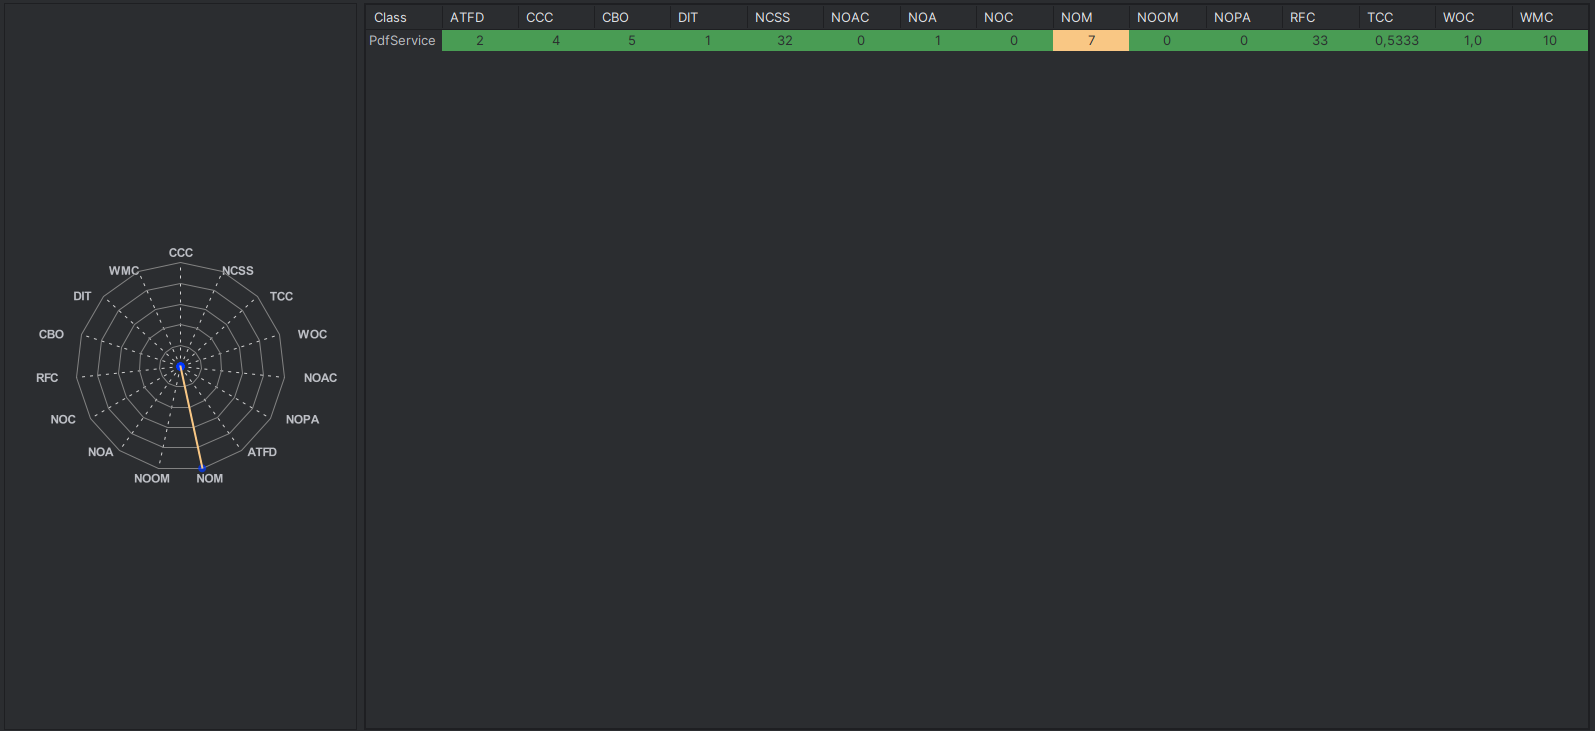 Class ATFD CCC CBO DIT NCSS NOAC NOA NOC NOM NOOM NOPA RFC TCC WOC WMC
PdfService 2 4 5 1 32 0 1 0 7 0 0 33 0,5333 1,0 10
CCC
WMC NCSS
DIT TCC
CBO WOC
RFC NOAC
NOC NOPA
NOA ATFD
NOOM NOM